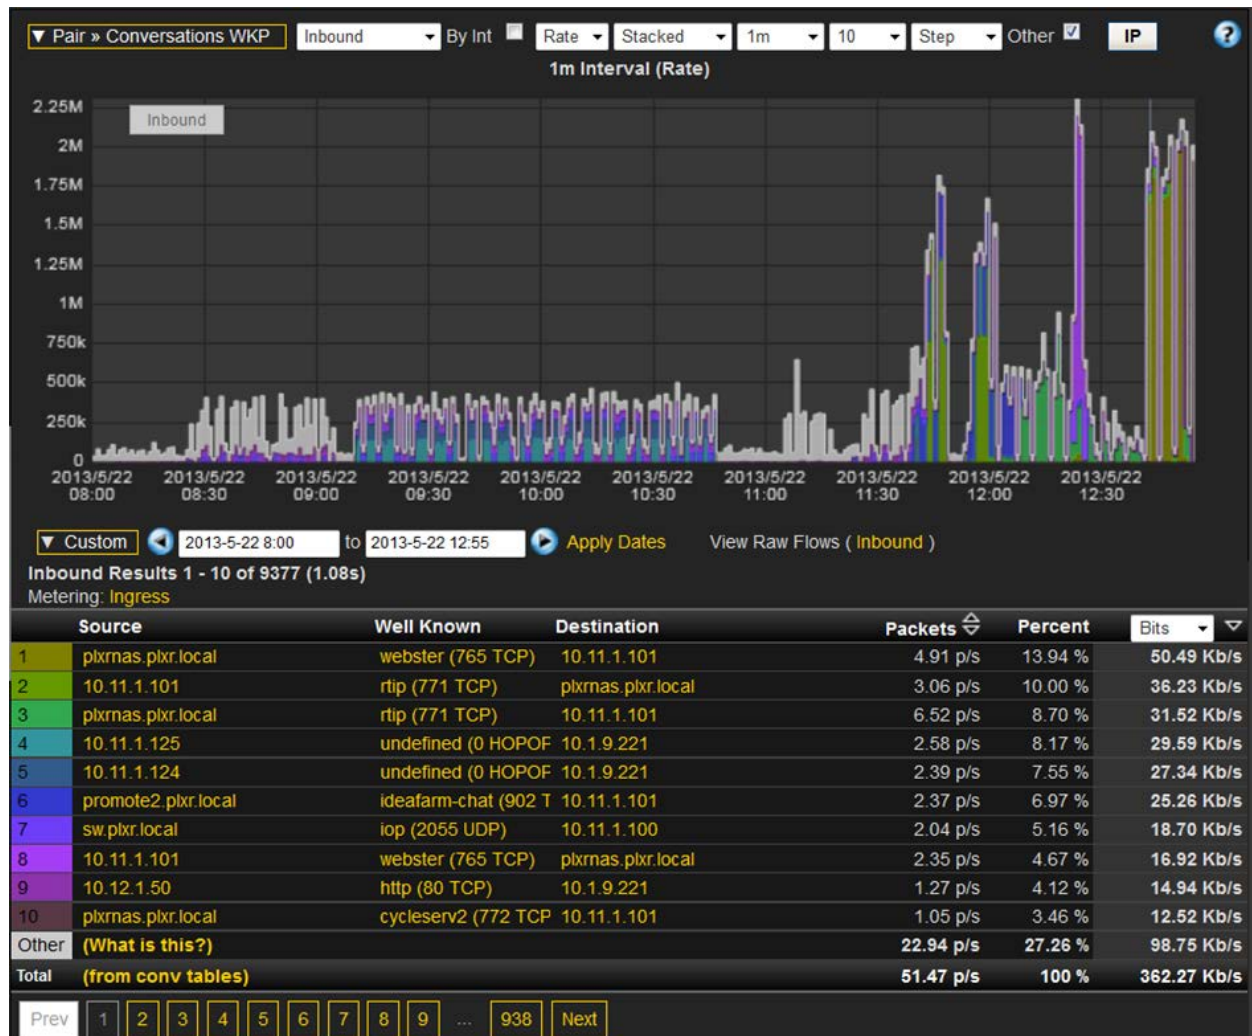 ▼ Pair » Conversations WKP Inbound By Int Rate Stacked 1m 10 Step Other IP ?
1m Interval (Rate)
Inbound
2.25M
2M
1.75M
1.5M
1.25M
1M
750k
500k
250k
0
2013/5/22 2013/5/22 2013/5/22 2013/5/22 2013/5/22 2013/5/22 2013/5/22 2013/5/22 2013/5/22 2013/5/22
08:00 08:30 09:00 09:30 10:00 10:30 11:00 11:30 12:00 12:30
▼ Custom 2013-5-22 8:00 to 2013-5-22 12:55 Apply Dates View Raw Flows ( Inbound )
Inbound Results 1 - 10 of 9377 (1.08s)
Metering: Ingress
Source Well Known Destination Packets Percent Bits
1 plxrnas.plxr.local webster (765 TCP) 10.11.1.101 4.91 p/s 13.94 % 50.49 Kb/s
2 10.11.1.101 rtip (771 TCP) plxrnas.plxr.local 3.06 p/s 10.00 % 36.23 Kb/s
3 plxrnas.plxr.local rtip (771 TCP) 10.11.1.101 6.52 p/s 8.70 % 31.52 Kb/s
4 10.11.1.125 undefined (0 HOPOF 10.1.9.221 2.58 p/s 8.17 % 29.59 Kb/s
5 10.11.1.124 undefined (0 HOPOF 10.1.9.221 2.39 p/s 7.55 % 27.34 Kb/s
6 promote2.plxr.local ideafarm-chat (902 T 10.11.1.101 2.37 p/s 6.97 % 25.26 Kb/s
7 sw.plxr.local iop (2055 UDP) 10.11.1.100 2.04 p/s 5.16 % 18.70 Kb/s
8 10.11.1.101 webster (765 TCP) plxrnas.plxr.local 2.35 p/s 4.67 % 16.92 Kb/s
9 10.12.1.50 http (80 TCP) 10.1.9.221 1.27 p/s 4.12 % 14.94 Kb/s
10 plxrnas.plxr.local cycleserv2 (772 TCP 10.11.1.101 1.05 p/s 3.46 % 12.52 Kb/s
Other (What is this?) 22.94 p/s 27.26 % 98.75 Kb/s
Total (from conv tables) 51.47 p/s 100 % 362.27 Kb/s
Prev 1 2 3 4 5 6 7 8 9 ... 938 Next